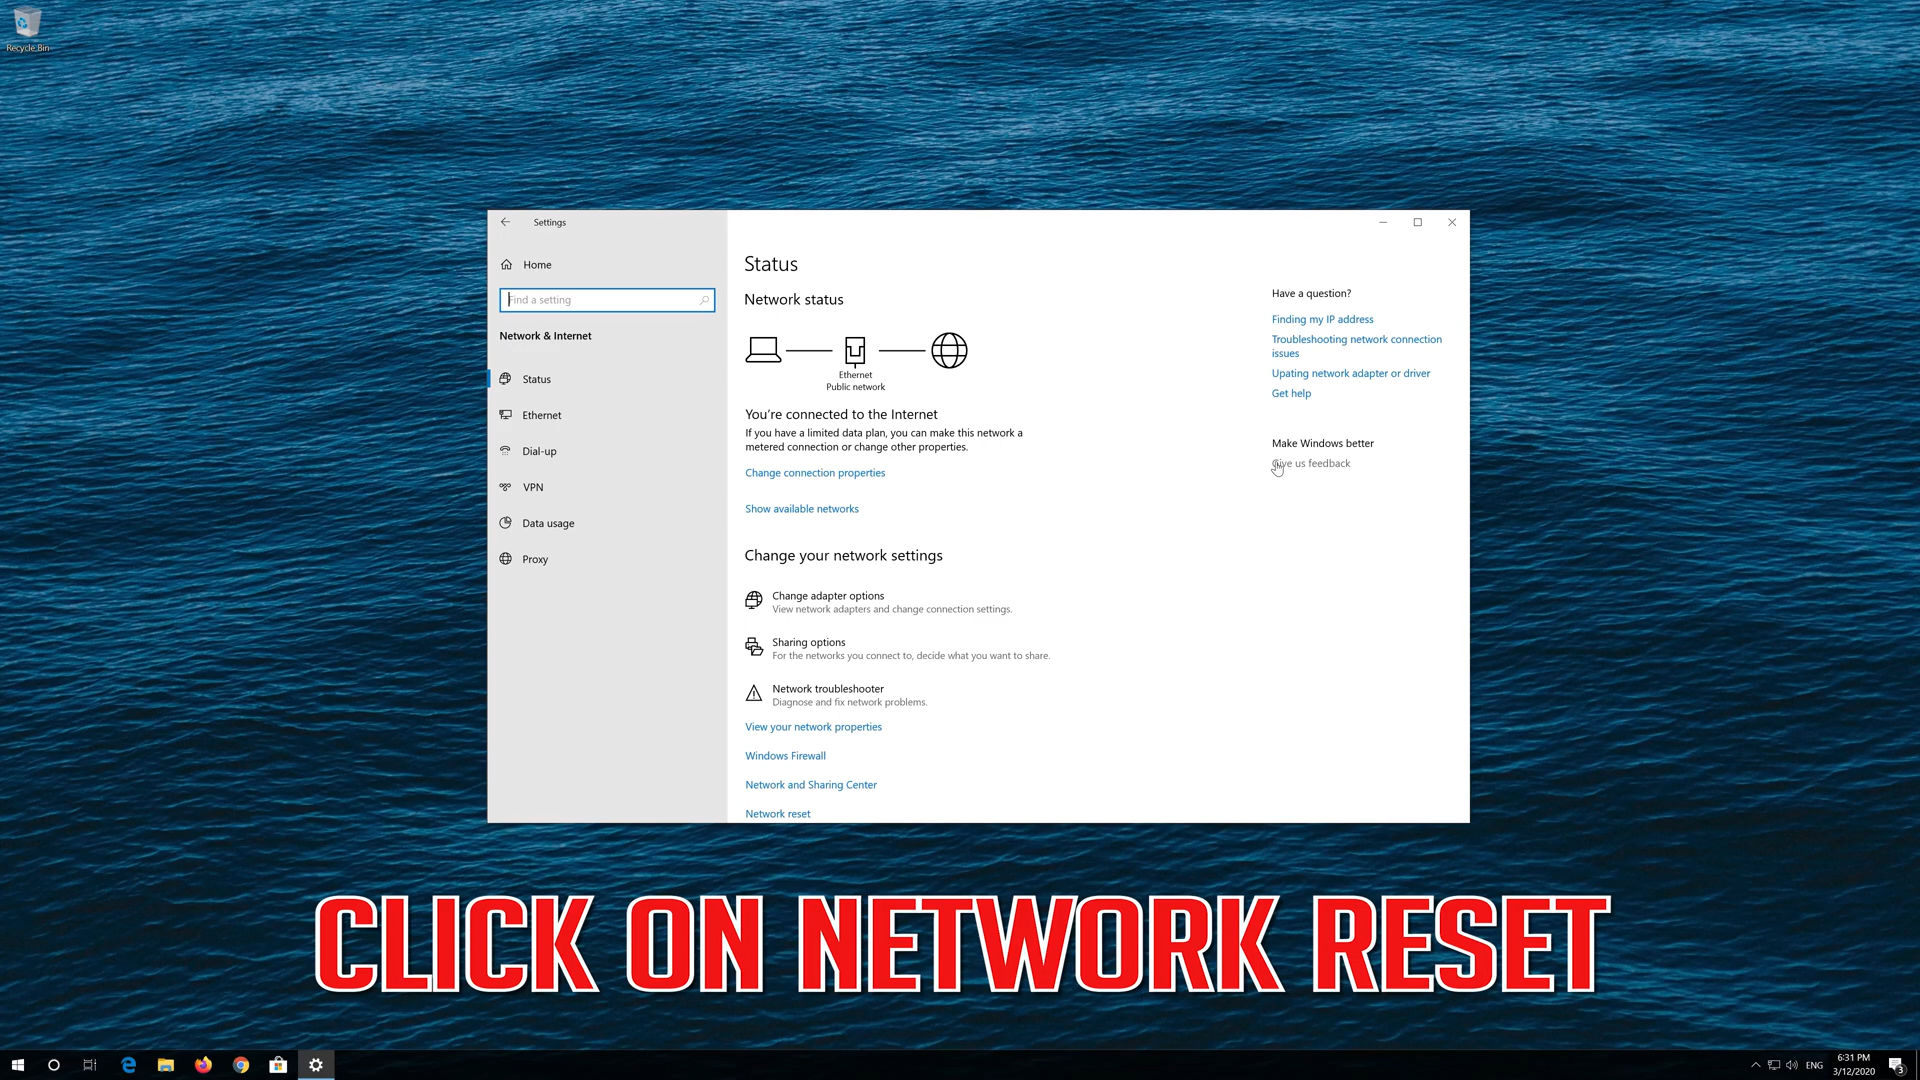 Recycle Bin
Settings
Home
Find a setting
Network & Internet
Status
Ethernet
Dial-up
VPN
Data usage
Proxy
Status
Network status
Ethernet
Public network
You're connected to the Internet
If you have a limited data plan, you can make this network a
metered connection or change other properties.
Change connection properties
Show available networks
Change your network settings
Change adapter options
View network adapters and change connection settings.
Sharing options
For the networks you connect to, decide what you want to share.
Network troubleshooter
Diagnose and fix network problems.
View your network properties
Windows Firewall
Network and Sharing Center
Network reset
Have a question?
Finding my IP address
Troubleshooting network connection
issues
Upating network adapter or driver
Get help
Make Windows better
Give us feedback
CLICK ON NETWORK RESET
ENG
6:31 PM
3/12/2020
3